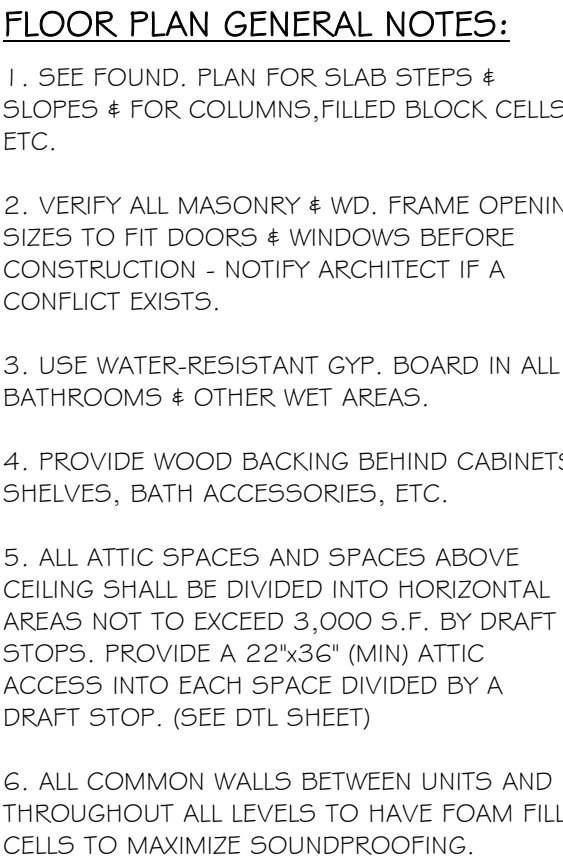 FLOOR PLAN GENERAL NOTES:
1. SEE FOUND. PLAN FOR SLAB STEPS &
SLOPES & FOR COLUMNS,FILLED BLOCK CELLS
ETC.
2. VERIFY ALL MASONRY & WD. FRAME
SIZES TO FIT DOORS & WINDOWS BEFORE
CONSTRUCTION - NOTIFY ARCHITECT IF A
CONFLICT EXISTS.
3. USE WATER-RESISTANT GYP. BOARD IN ALL
BATHROOMS & OTHER WET AREAS.
4. PROVIDE WOOD BACKING BEHIND CABINETS
SHELVES, BATH ACCESSORIES, ETC.
5. ALL ATTIC SPACES AND SPACES ABOVE
CEILING SHALL BE DIVIDED INTO HORIZONTAL
AREAS NOT TO EXCEED 3,000 S.F. BY DRAFT
STOPS. PROVIDE A 22"x36" (MIN) ATTIC
ACCESS INTO EACH SPACE DIVIDED BY A
DRAFT STOP. (SEE DTL SHEET)
6. ALL COMMON WALLS BETWEEN UNITS AND
THROUGHOUT ALL LEVELS TO HAVE FOAM FILL
CELLS TO MAXIMIZE SOUNDPROOFING.